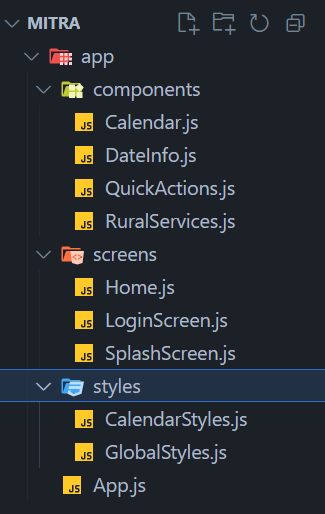 MITRA
app
components
JS Calendar.js
JS DateInfo.js
JS QuickActions.js
JS RuralServices.js
screens
JS Home.js
JS LoginScreen.js
JS SplashScreen.js
styles
JS CalendarStyles.js
JS GlobalStyles.js
JS App.js